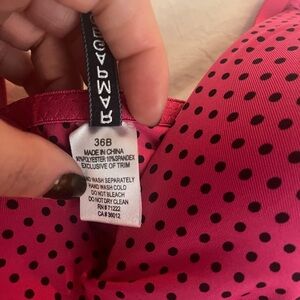 RAMPAGE
36B
MADE IN CHINA
POLYESTER 10% SPANDEX
EXCLUSIVE OF TRIM
HAND WASH SEPARATELY
HAND WASH COLD
DO NOT BLEACH
DO NOT DRY CLEAN
RN# 71222
CA# 36012